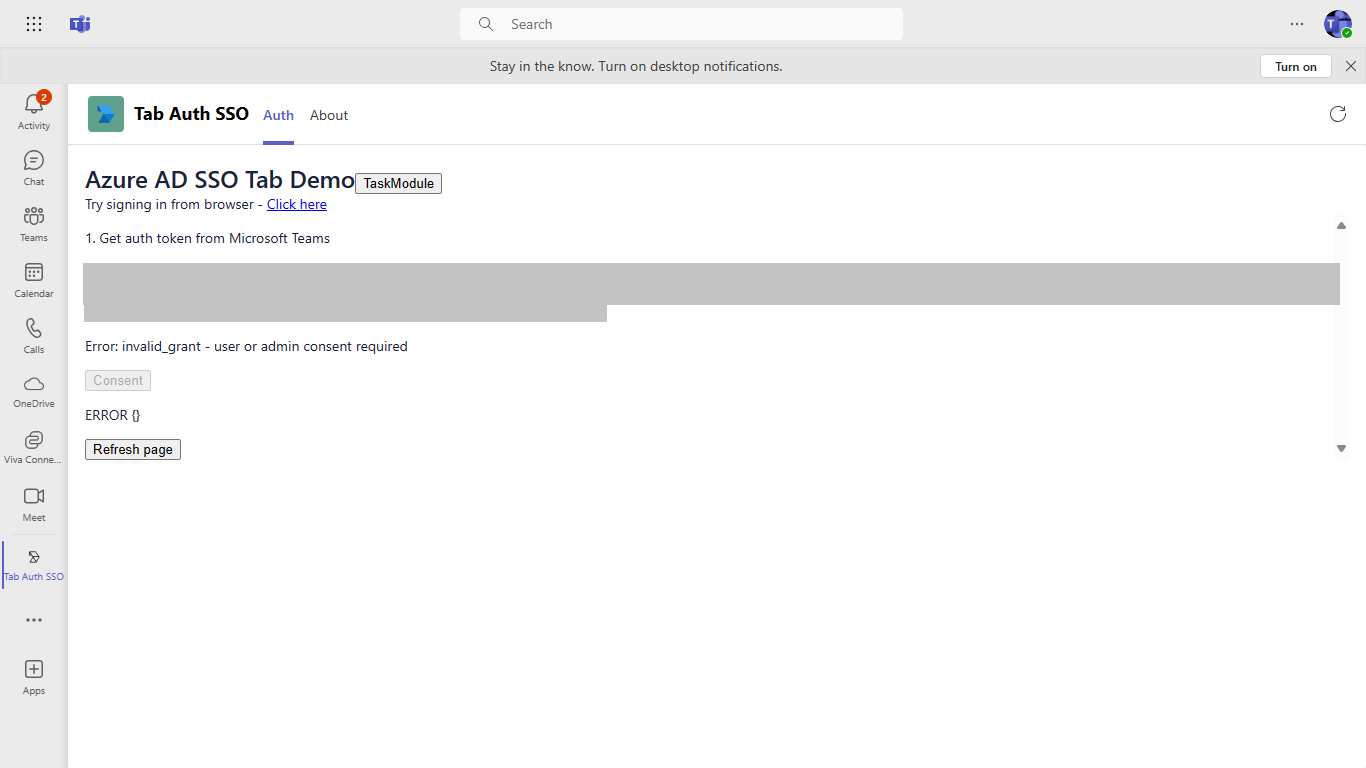 Search
Stay in the know. Turn on desktop notifications.
Turn on
2
Activity
Chat
Teams
Calendar
Calls
OneDrive
Viva Conne...
Meet
Tab Auth SSO
Apps
Tab Auth SSO
Auth
About
Azure AD SSO Tab Demo
TaskModule
Try signing in from browser - Click here
1. Get auth token from Microsoft Teams
Error: invalid_grant - user or admin consent required
Consent
ERROR {}
Refresh page